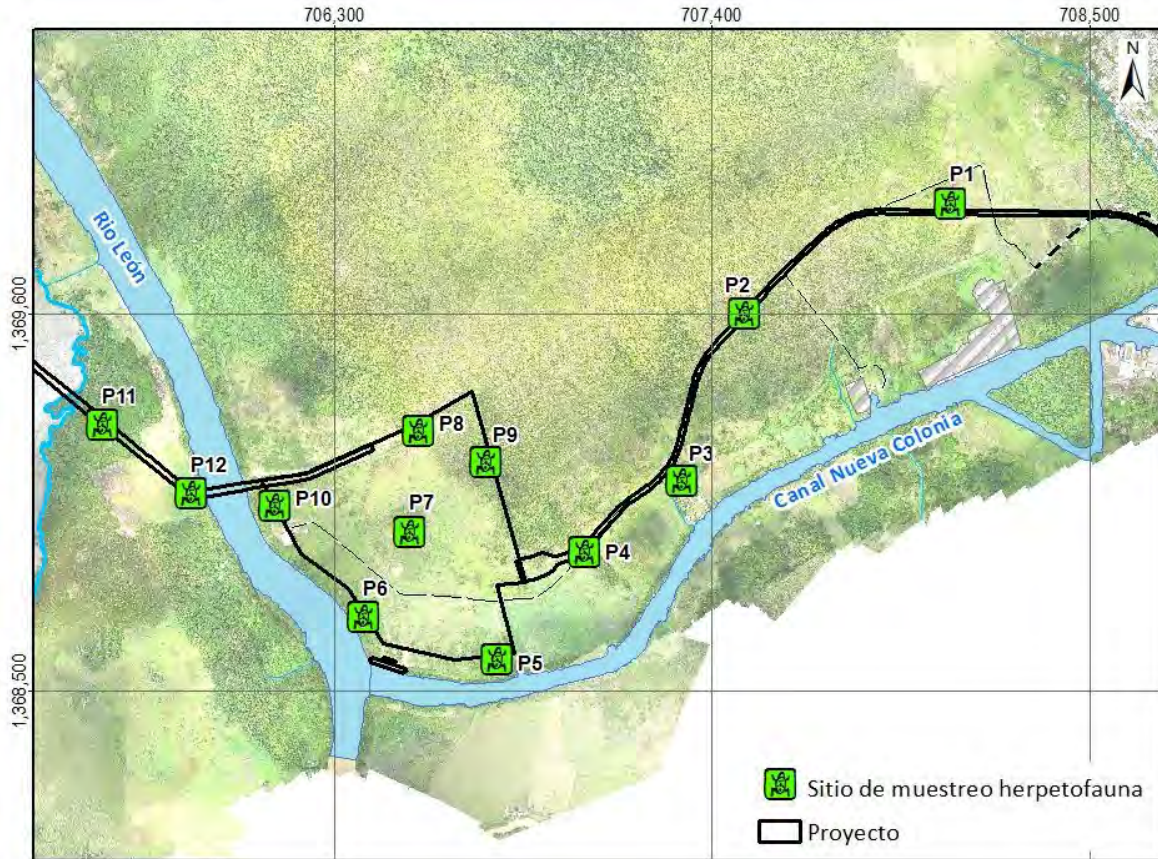 706,300
707,400
708,500
N
P1
Rio León
P2
1,369,600
P11
P8
P9
Canal Nueva Colonia
P3
P12
P10
P7
P4
P6
P5
1,368,500
Sitio de muestreo herpetofauna
Proyecto